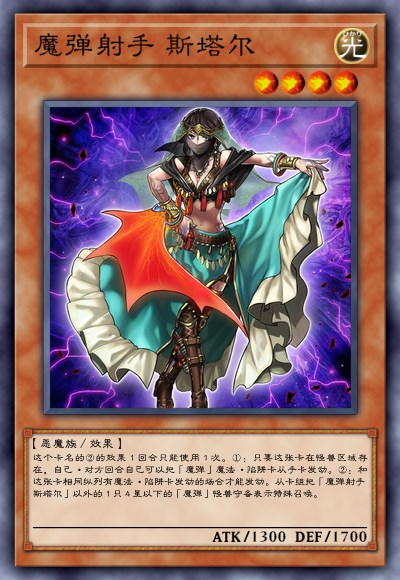 魔弹射手 斯塔尔
光
【恶魔族/效果】
这个卡名的②的效果1回合只能使用1次。①：只要这张卡在怪兽区域存
在，自己·对方回合自己可以把「魔弹」魔法·陷阱卡从手卡发动。②：和
这张卡相同纵列有魔法·陷阱卡发动的场合才能发动。从卡组把「魔弹射手
斯塔尔」以外的1只4星以下的「魔弹」怪兽守备表示特殊召唤。
ATK/1300 DEF/1700